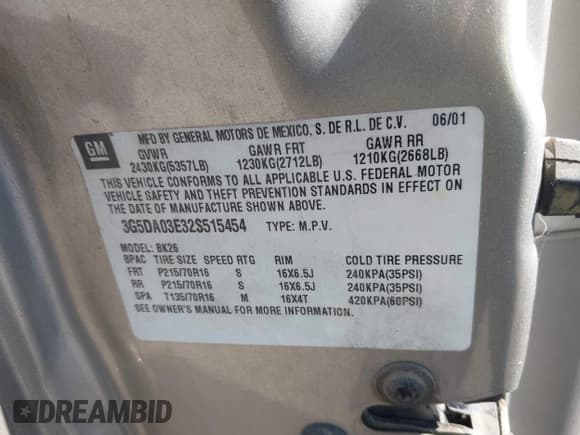 GM
MFD BY GENERAL MOTORS DE MEXICO, S. DE R.L. DE C.V. 06/01
GVWR GAWR FRT GAWR RR
2430KG(5357LB) 1230KG(2712LB) 1210KG(2668LB)
THIS VEHICLE CONFORMS TO ALL APPLICABLE U.S. FEDERAL MOTOR
VEHICLE SAFETY AND THEFT PREVENTION STANDARDS IN EFFECT ON
THE DATE OF MANUFACTURE SHOWN ABOVE.
3G5DA03E32S515454 TYPE: M.P.V.
MODEL: BK26
BPAC TIRE SIZE SPEED RTG RIM COLD TIRE PRESSURE
FRT P215/70R16 S 16X6.5J 240KPA(35PSI)
RR P215/70R16 S 16X6.5J 240KPA(35PSI)
SPA T135/70R16 M 16X4T 420KPA(60PSI)
SEE OWNER'S MANUAL FOR MORE INFORMATION.
DREAMBID